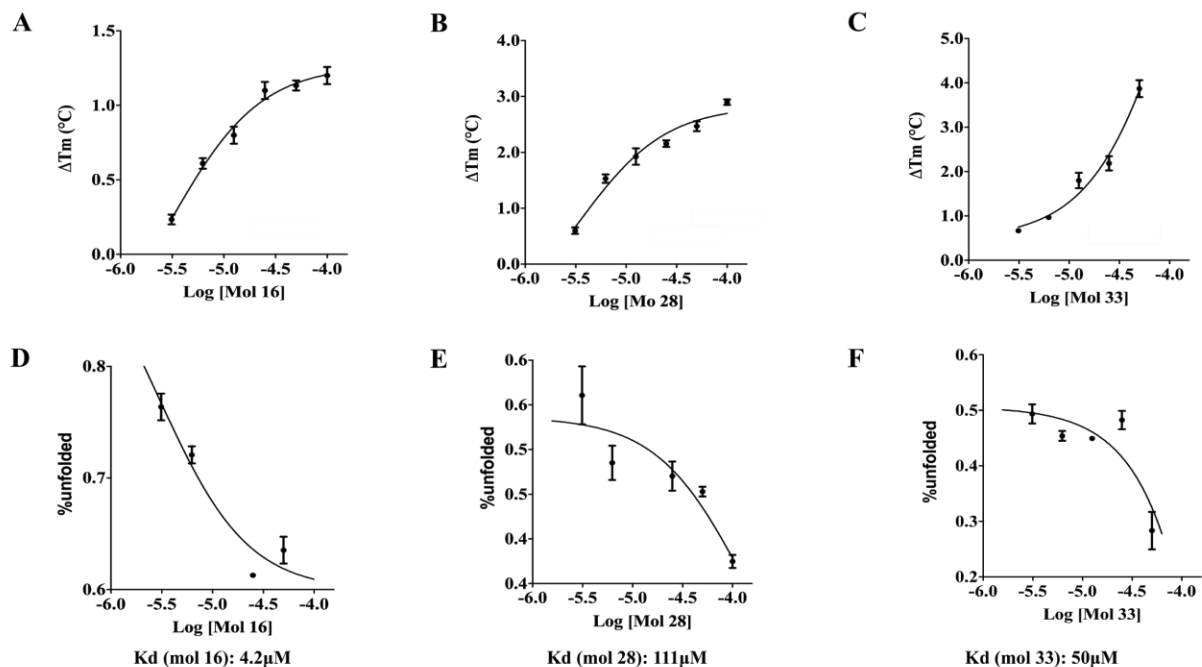 A
ΔTm (°C)
1.5
1.0
0.5
0.0
-6.0 -5.5 -5.0 -4.5 -4.0
Log [Mol 16]
B
ΔTm (°C)
4.0
3.0
2.0
1.0
0.0
-6.0 -5.5 -5.0 -4.5 -4.0
Log [Mo 28]
C
ΔTm (°C)
5.0
4.0
3.0
2.0
1.0
0.0
-6.0 -5.5 -5.0 -4.5 -4.0
Log [Mol 33]
D
%unfolded
0.8
0.7
0.6
-6.0 -5.5 -5.0 -4.5 -4.0
Log [Mol 16]
Kd (mol 16): 4.2μM
E
%unfolded
0.6
0.6
0.5
0.5
0.4
0.4
-6.0 -5.5 -5.0 -4.5 -4.0
Log [Mol 28]
Kd (mol 28): 111μM
F
%unfolded
0.6
0.5
0.4
0.3
0.2
-6.0 -5.5 -5.0 -4.5 -4.0
Log [Mol 33]
Kd (mol 33): 50μM